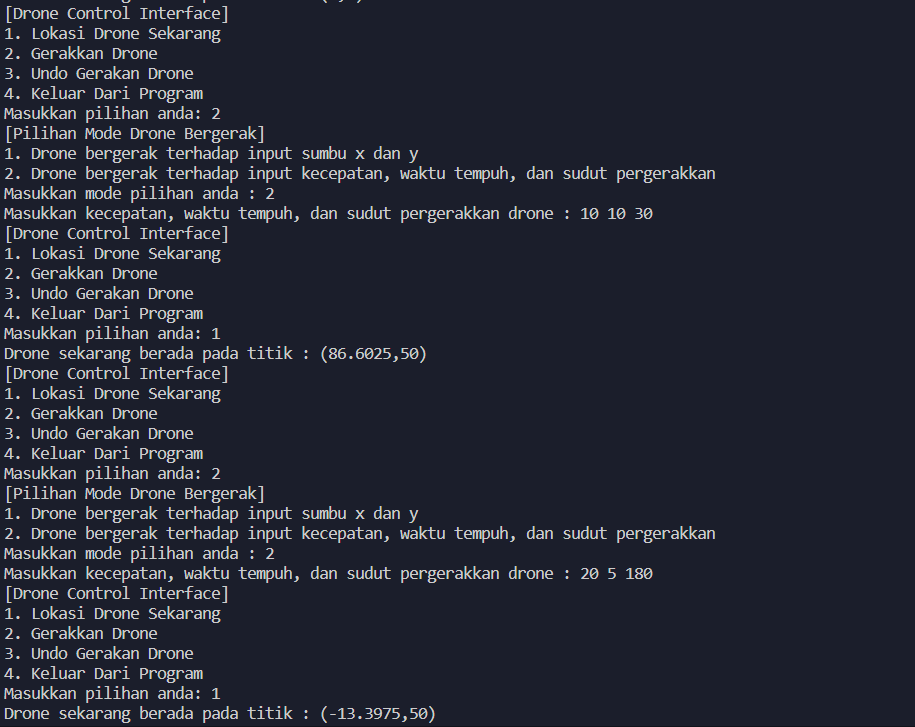 [Drone Control Interface]
1. Lokasi Drone Sekarang
2. Gerakkan Drone
3. Undo Gerakan Drone
4. Keluar Dari Program
Masukkan pilihan anda: 2
[Pilihan Mode Drone Bergerak]
1. Drone bergerak terhadap input sumbu x dan y
2. Drone bergerak terhadap input kecepatan, waktu tempuh, dan sudut pergerakkan
Masukkan mode pilihan anda : 2
Masukkan kecepatan, waktu tempuh, dan sudut pergerakkan drone : 10 10 30
[Drone Control Interface]
1. Lokasi Drone Sekarang
2. Gerakkan Drone
3. Undo Gerakan Drone
4. Keluar Dari Program
Masukkan pilihan anda: 1
Drone sekarang berada pada titik : (86.6025,50)
[Drone Control Interface]
1. Lokasi Drone Sekarang
2. Gerakkan Drone
3. Undo Gerakan Drone
4. Keluar Dari Program
Masukkan pilihan anda: 2
[Pilihan Mode Drone Bergerak]
1. Drone bergerak terhadap input sumbu x dan y
2. Drone bergerak terhadap input kecepatan, waktu tempuh, dan sudut pergerakkan
Masukkan mode pilihan anda : 2
Masukkan kecepatan, waktu tempuh, dan sudut pergerakkan drone : 20 5 180
[Drone Control Interface]
1. Lokasi Drone Sekarang
2. Gerakkan Drone
3. Undo Gerakan Drone
4. Keluar Dari Program
Masukkan pilihan anda: 1
Drone sekarang berada pada titik : (-13.3975,50)